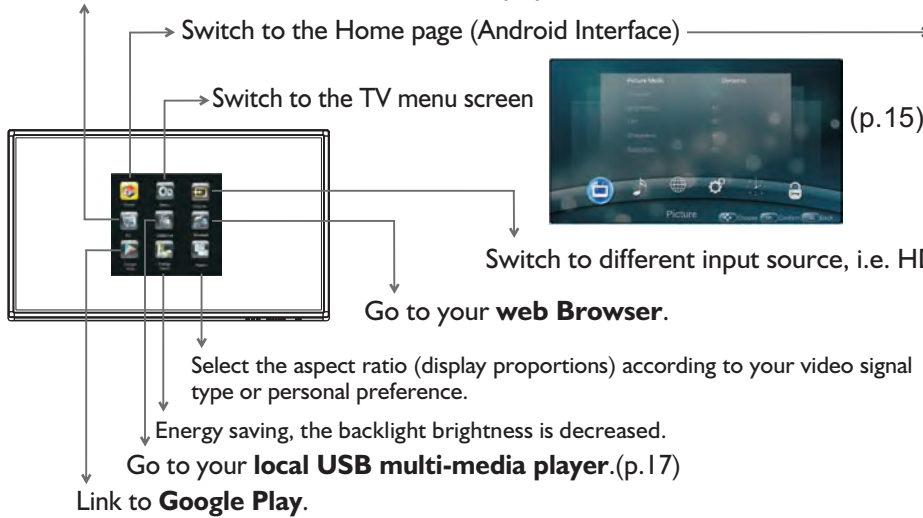 Switch to the Home page (Android Interface)
Switch to the TV menu screen
Picture Mode
(p.15)
Picture
Switch to different input source, i.e. HD
Go to your web Browser.
Select the aspect ratio (display proportions) according to your video signal
type or personal preference.
Energy saving, the backlight brightness is decreased.
Go to your local USB multi-media player.(p.17)
Link to Google Play.